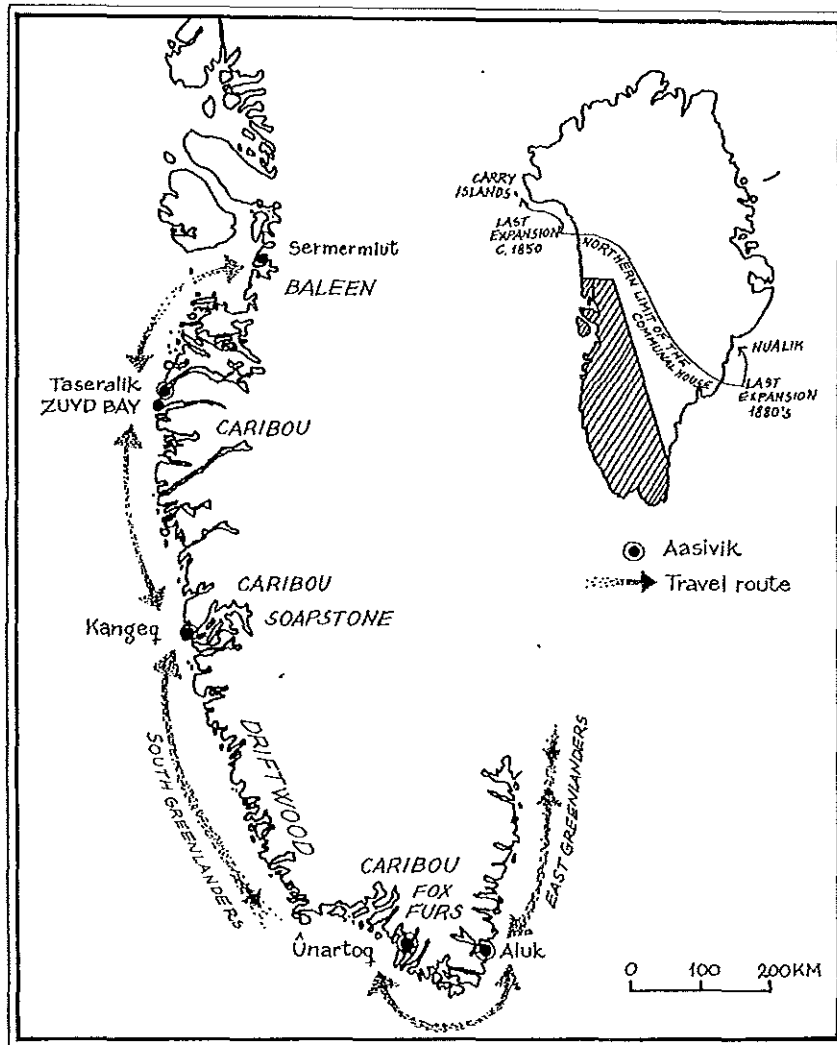 Sermermiut
BALEEN
Taseralik
ZUYD BAY
CARIBOU
CARIBOU
SOAPSTONE
Kangeq
DRIFTWOOD
SOUTH GREENLANDERS
CARIBOU
FOX
FURS
Ûnartoq
Aluk
EAST GREENLANDERS
CARRY
ISLANDS
LAST
EXPANSION
C. 1850
NORTHERN LIMIT OF THE
COMMUNAL HOUSE
NUALIK
LAST
EXPANSION
1880's
Aasivik
Travel route
0 100 200KM